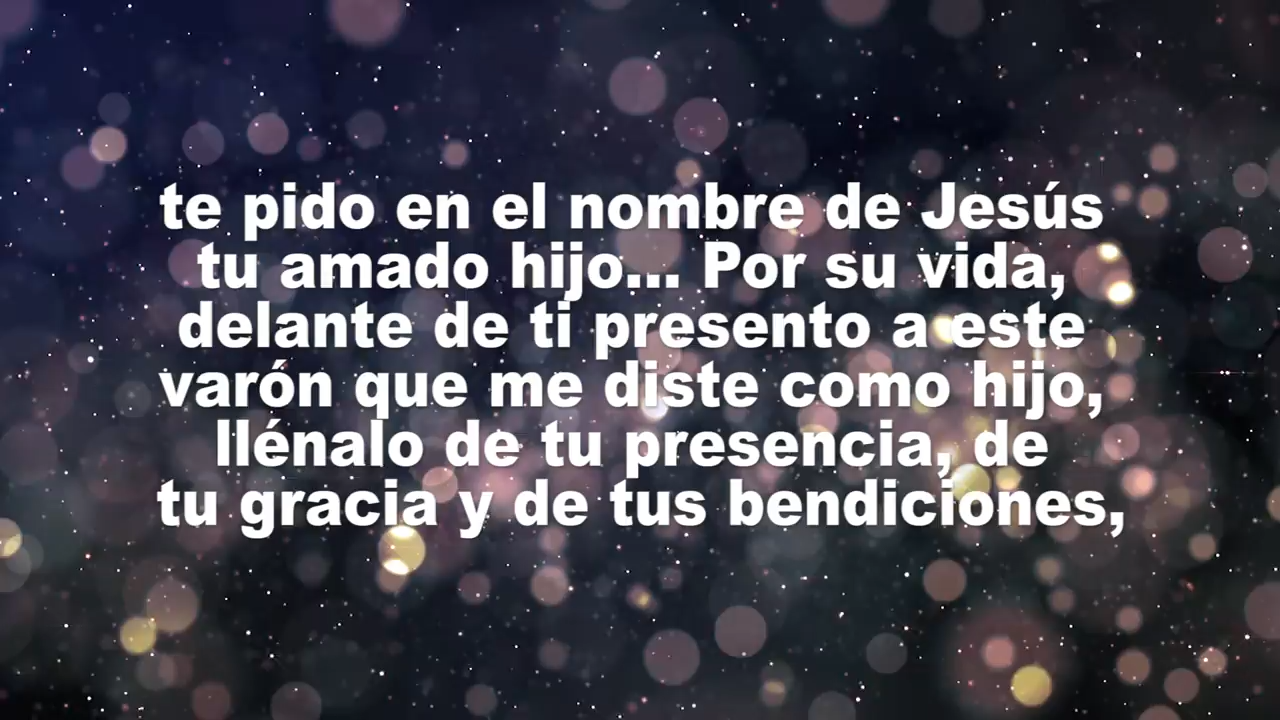 te pido en el nombre de Jesús
tu amado hijo... Por su vida,
delante de ti presento a este
varón que me diste como hijo,
llénalo de tu presencia, de
tu gracia y de tus bendiciones,